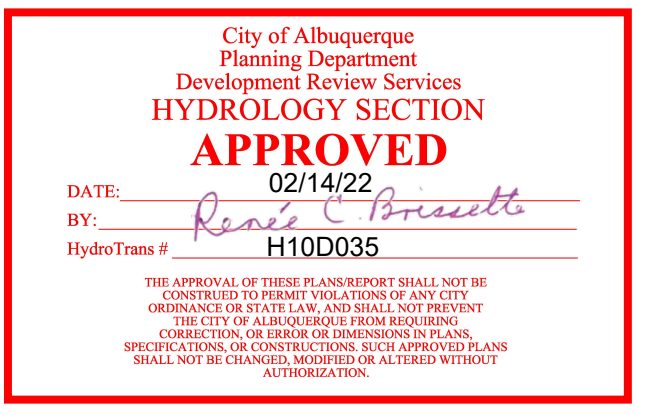 City of Albuquerque
Planning Department
Development Review Services
HYDROLOGY SECTION
APPROVED
DATE: 02/14/22
BY: Renée C. Brissette
HydroTrans # H10D035
THE APPROVAL OF THESE PLANS/REPORT SHALL NOT BE
CONSTRUED TO PERMIT VIOLATIONS OF ANY CITY
ORDINANCE OR STATE LAW, AND SHALL NOT PREVENT
THE CITY OF ALBUQUERQUE FROM REQUIRING
CORRECTION, OR ERROR OR DIMENSIONS IN PLANS,
SPECIFICATIONS, OR CONSTRUCTIONS. SUCH APPROVED PLANS
SHALL NOT BE CHANGED, MODIFIED OR ALTERED WITHOUT
AUTHORIZATION.